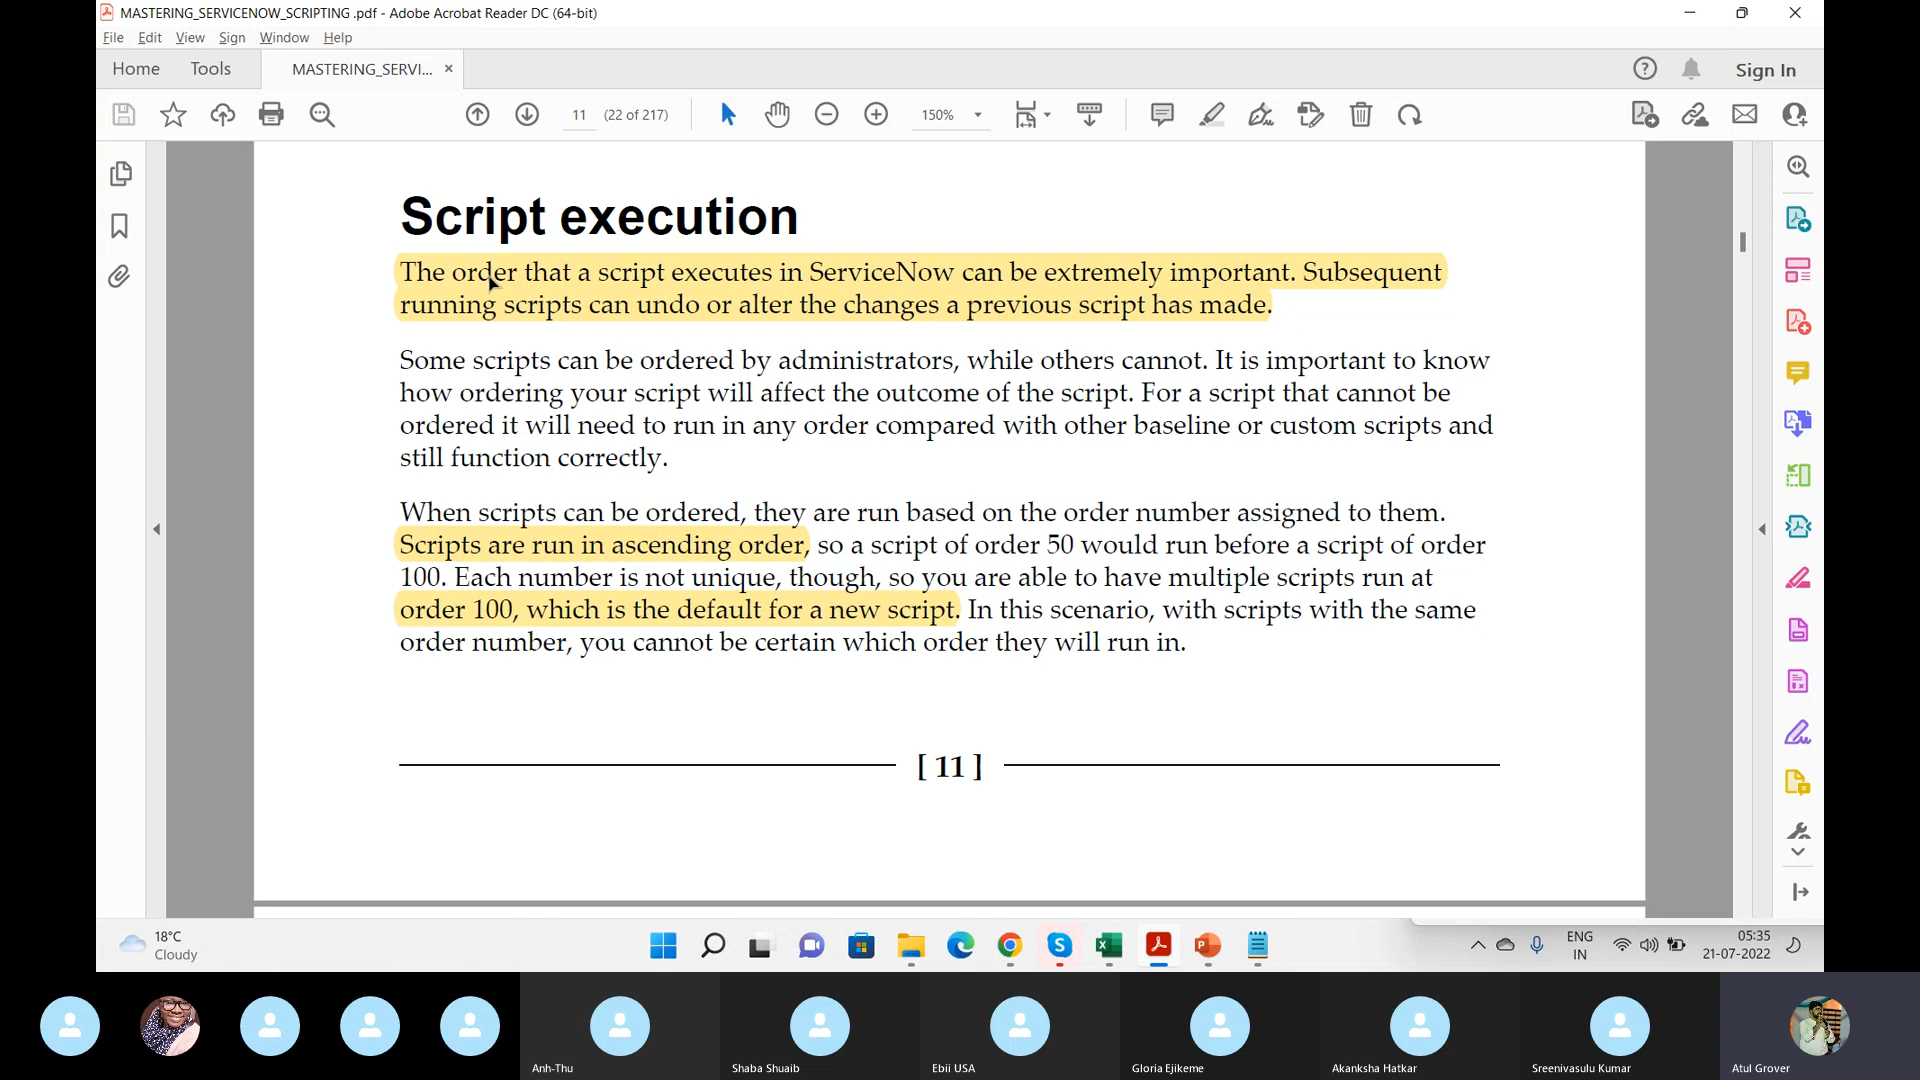 MASTERING_SERVICENOW_SCRIPTING .pdf - Adobe Acrobat Reader DC (64-bit)
File Edit View Sign Window Help
Home Tools MASTERING_SERVI... × Sign In
11 (22 of 217) 150%
Script execution
The order that a script executes in ServiceNow can be extremely important. Subsequent
running scripts can undo or alter the changes a previous script has made.
Some scripts can be ordered by administrators, while others cannot. It is important to know
how ordering your script will affect the outcome of the script. For a script that cannot be
ordered it will need to run in any order compared with other baseline or custom scripts and
still function correctly.
When scripts can be ordered, they are run based on the order number assigned to them.
Scripts are run in ascending order, so a script of order 50 would run before a script of order
100. Each number is not unique, though, so you are able to have multiple scripts run at
order 100, which is the default for a new script. In this scenario, with scripts with the same
order number, you cannot be certain which order they will run in.
[ 11 ]
18°C
Cloudy
ENG
IN
05:35
21-07-2022
Anh-Thu
Shaba Shuaib
Ebii USA
Gloria Ejikeme
Akanksha Hatkar
Sreenivasulu Kumar
Atul Grover